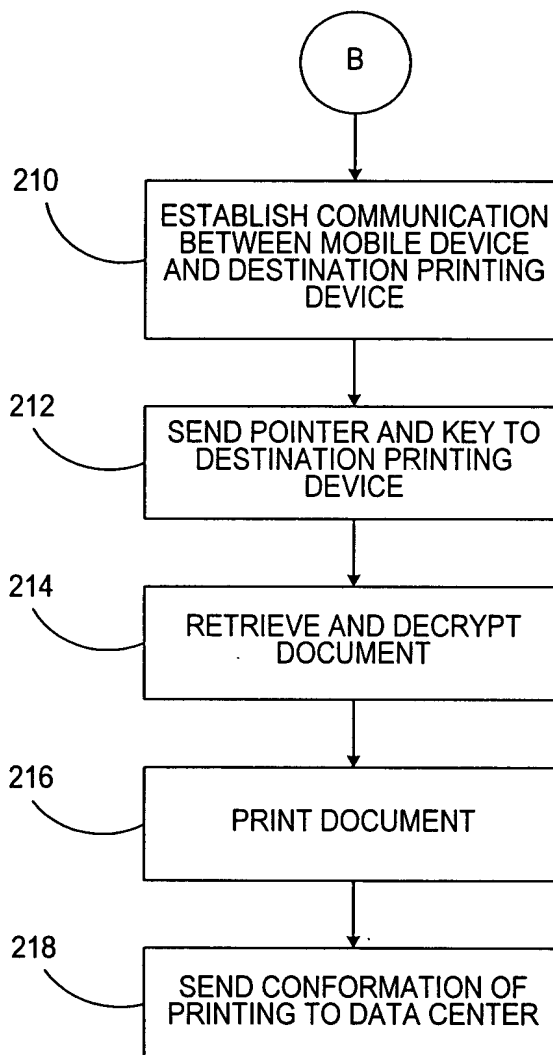 B
210
ESTABLISH COMMUNICATION
BETWEEN MOBILE DEVICE
AND DESTINATION PRINTING
DEVICE
212
SEND POINTER AND KEY TO
DESTINATION PRINTING
DEVICE
214
RETRIEVE AND DECRYPT
DOCUMENT
216
PRINT DOCUMENT
218
SEND CONFORMATION OF
PRINTING TO DATA CENTER